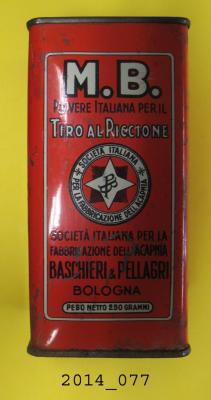 M.B.
POLVERE ITALIANA PER IL
TIRO AL PICCIONE
SOCIETÀ ITALIANA
PER LA FABBRICAZIONE DELL'ACAPNIA
SOCIETÀ ITALIANA PER LA
FABBRICAZIONE DELL'ACAPNIA
BASCHIERI & PELLAGRI
BOLOGNA
PESO NETTO 250 GRAMMI
2014_077